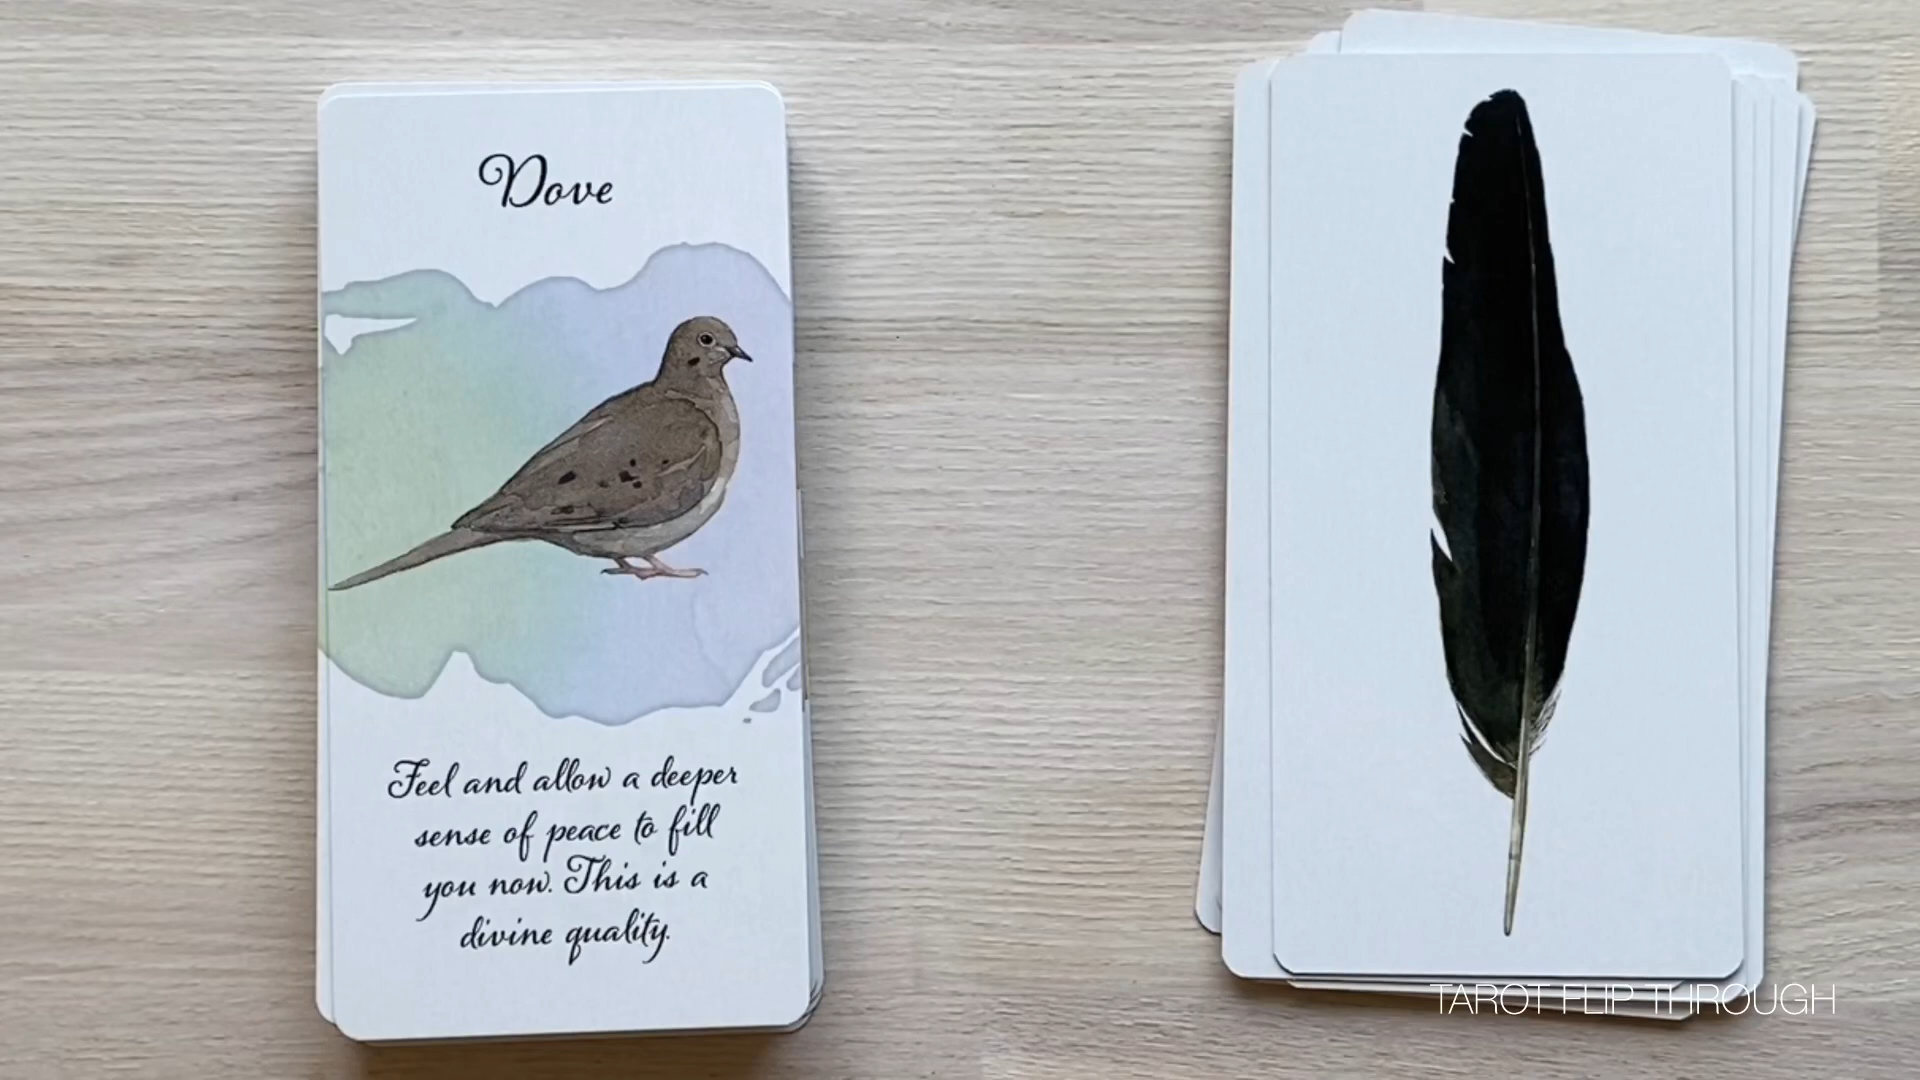 Dove
Feel and allow a deeper
sense of peace to fill
you now. This is a
divine quality.
TAROT FLIP THROUGH